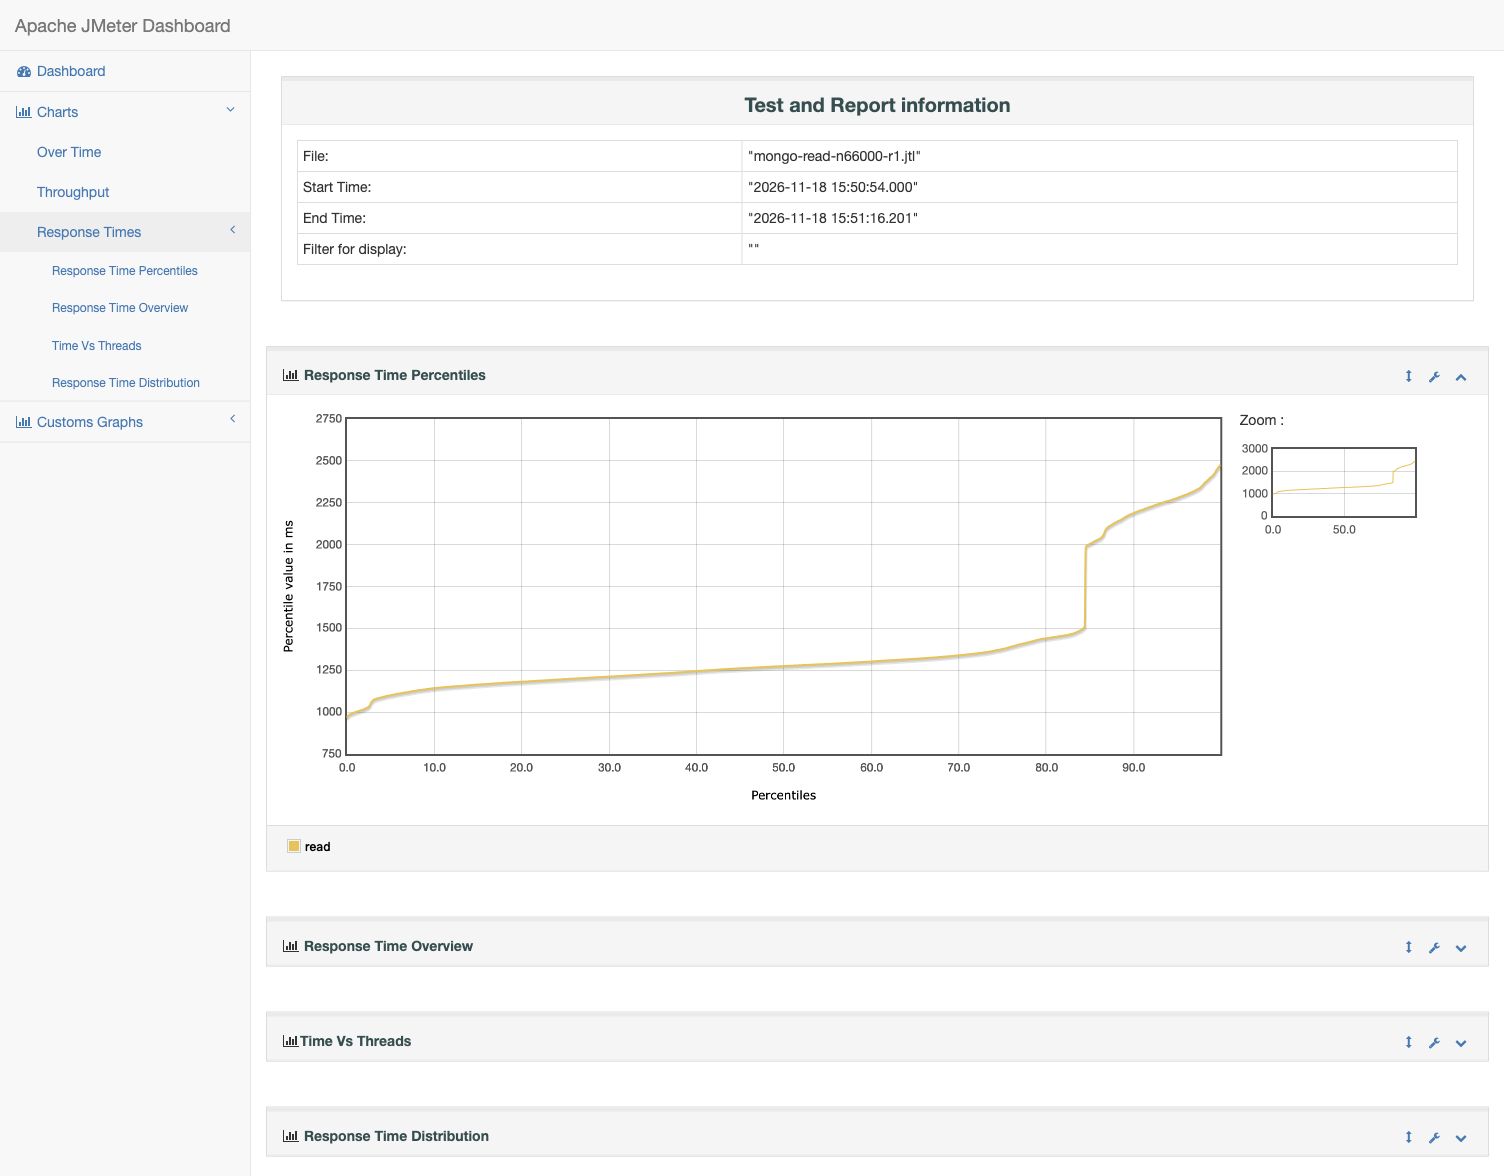 Apache JMeter Dashboard
Dashboard
Charts
Over Time
Throughput
Response Times
Response Time Percentiles
Response Time Overview
Time Vs Threads
Response Time Distribution
Customs Graphs
Test and Report information
File: "mongo-read-n66000-r1.jtl"
Start Time: "2026-11-18 15:50:54.000"
End Time: "2026-11-18 15:51:16.201"
Filter for display: ""
Response Time Percentiles
2750
2500
2250
2000
1750
1500
1250
1000
750
Percentile value in ms
0.0 10.0 20.0 30.0 40.0 50.0 60.0 70.0 80.0 90.0
Percentiles
Zoom :
3000
2000
1000
0
0.0 50.0
read
Response Time Overview
Time Vs Threads
Response Time Distribution